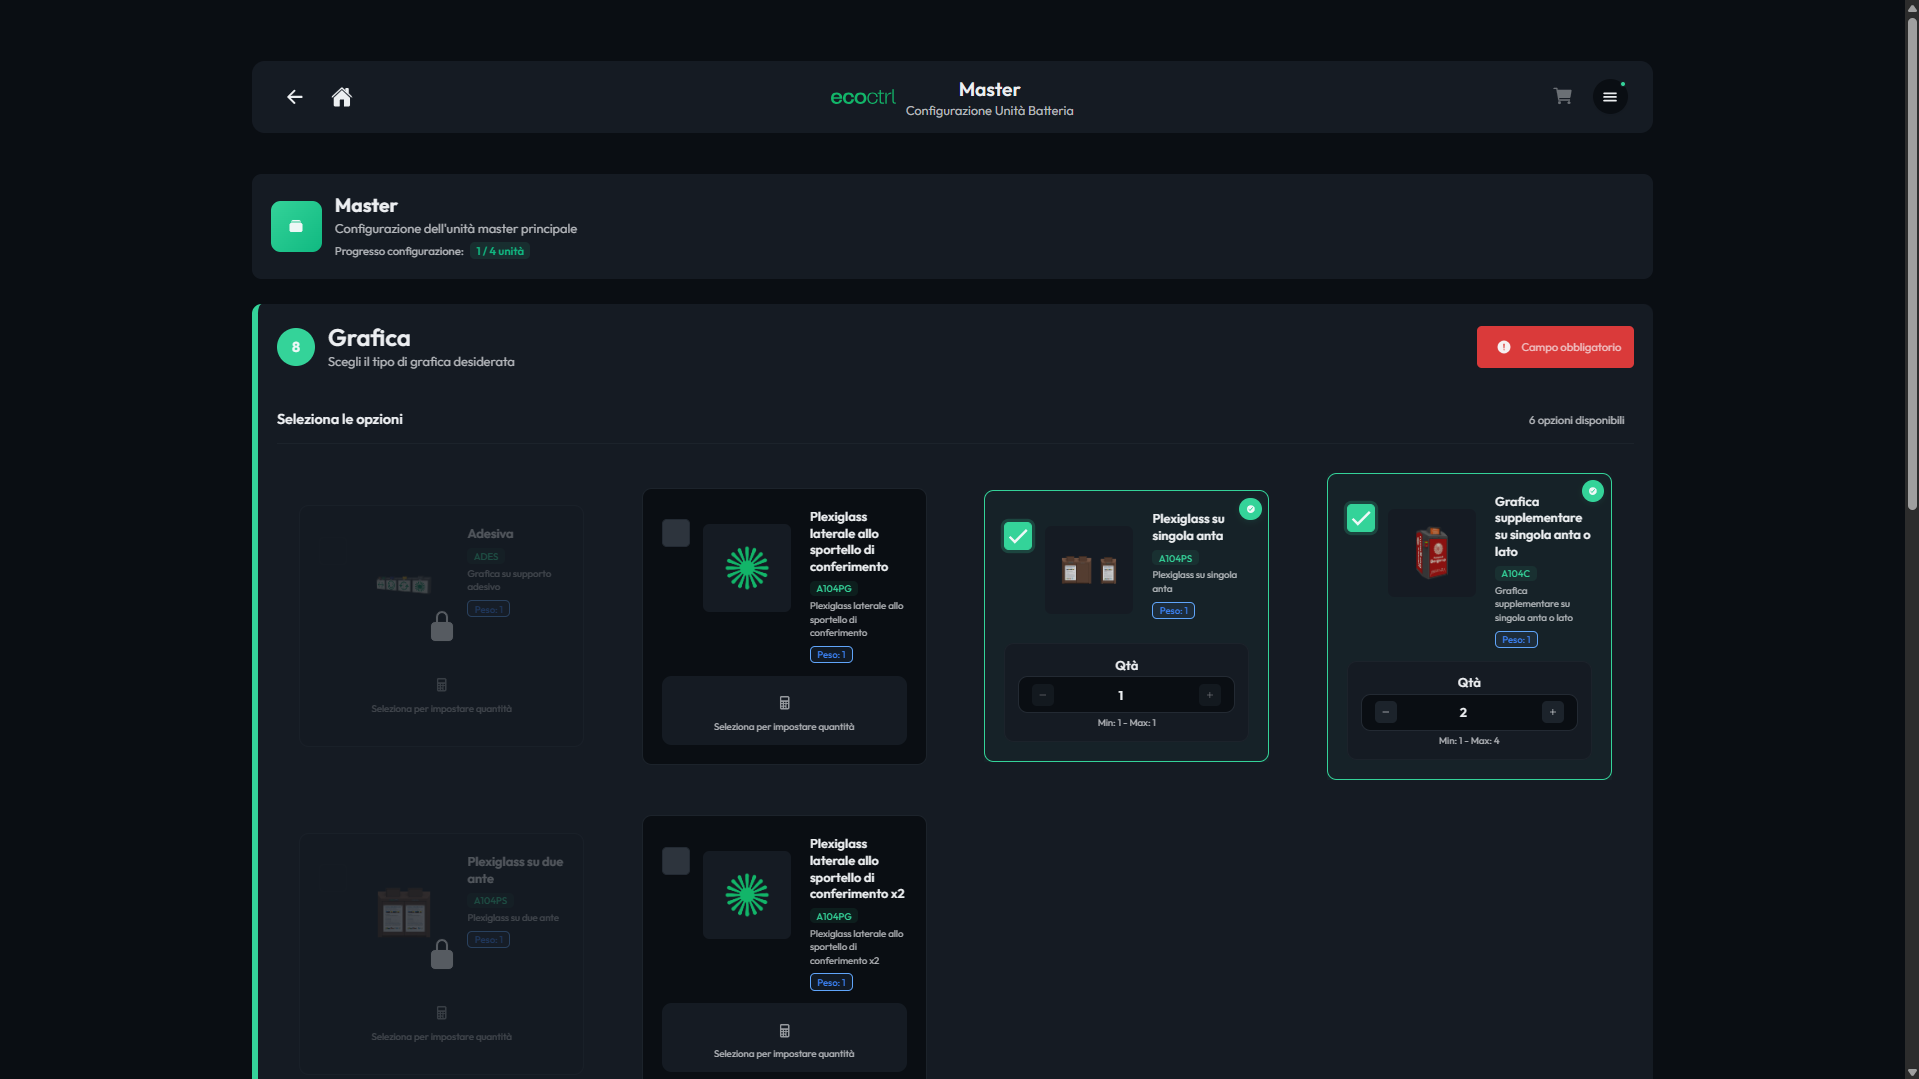 ecoctrl
Master
Configurazione Unità Batteria
Master
Configurazione dell'unità master principale
Progresso configurazione: 1 / 4 unità
8
Grafica
Scegli il tipo di grafica desiderata
Campo obbligatorio
Seleziona le opzioni
6 opzioni disponibili
Adesiva
ADES
Grafica su supporto
adesivo
Peso: 1
Seleziona per impostare quantità
Plexiglass
laterale allo
sportello di
conferimento
A104PG
Plexiglass laterale allo
sportello di
conferimento
Peso: 1
Seleziona per impostare quantità
Plexiglass su
singola anta
A104PS
Plexiglass su singola
anta
Peso: 1
Qtà
− 1 +
Min: 1 - Max: 1
Grafica
supplementare
su singola anta o
lato
A104C
Grafica
supplementare su
singola anta o lato
Peso: 1
Qtà
− 2 +
Min: 1 - Max: 4
Plexiglass su due
ante
A104PS
Plexiglass su due ante
Peso: 1
Seleziona per impostare quantità
Plexiglass
laterale allo
sportello di
conferimento x2
A104PG
Plexiglass laterale allo
sportello di
conferimento x2
Peso: 1
Seleziona per impostare quantità